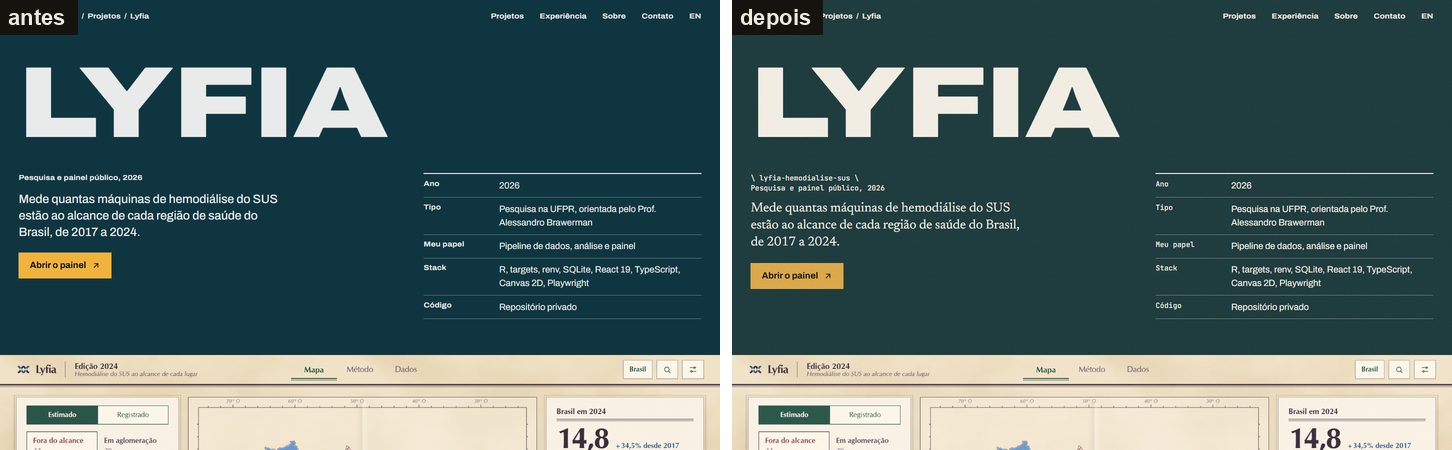 antes
/ Projetos / Lyfia
Projetos Experiência Sobre Contato EN
LYFIA
Pesquisa e painel público, 2026
Mede quantas máquinas de hemodiálise do SUS
estão ao alcance de cada região de saúde do
Brasil, de 2017 a 2024.
Abrir o painel ↗
Ano 2026
Tipo Pesquisa na UFPR, orientada pelo Prof.
Alessandro Brawerman
Meu papel Pipeline de dados, análise e painel
Stack R, targets, renv, SQLite, React 19, TypeScript,
Canvas 2D, Playwright
Código Repositório privado
Lyfia
Edição 2024
Hemodiálise do SUS ao alcance de cada lugar
Mapa Método Dados
Brasil
Estimado Registrado
Fora do alcance Em aglomeração
70° O 60° O 50° O 40° O 30° O
Brasil em 2024
14,8 +34,5% desde 2017
depois
Projetos / Lyfia
Projetos Experiência Sobre Contato EN
LYFIA
\ lyfia-hemodialise-sus \
Pesquisa e painel público, 2026
Mede quantas máquinas de hemodiálise do SUS
estão ao alcance de cada região de saúde do Brasil,
de 2017 a 2024.
Abrir o painel ↗
Ano 2026
Tipo Pesquisa na UFPR, orientada pelo Prof.
Alessandro Brawerman
Meu papel Pipeline de dados, análise e painel
Stack R, targets, renv, SQLite, React 19, TypeScript,
Canvas 2D, Playwright
Código Repositório privado
Lyfia
Edição 2024
Hemodiálise do SUS ao alcance de cada lugar
Mapa Método Dados
Brasil
Estimado Registrado
Fora do alcance Em aglomeração
70° O 60° O 50° O 40° O 30° O
Brasil em 2024
14,8 +34,5% desde 2017